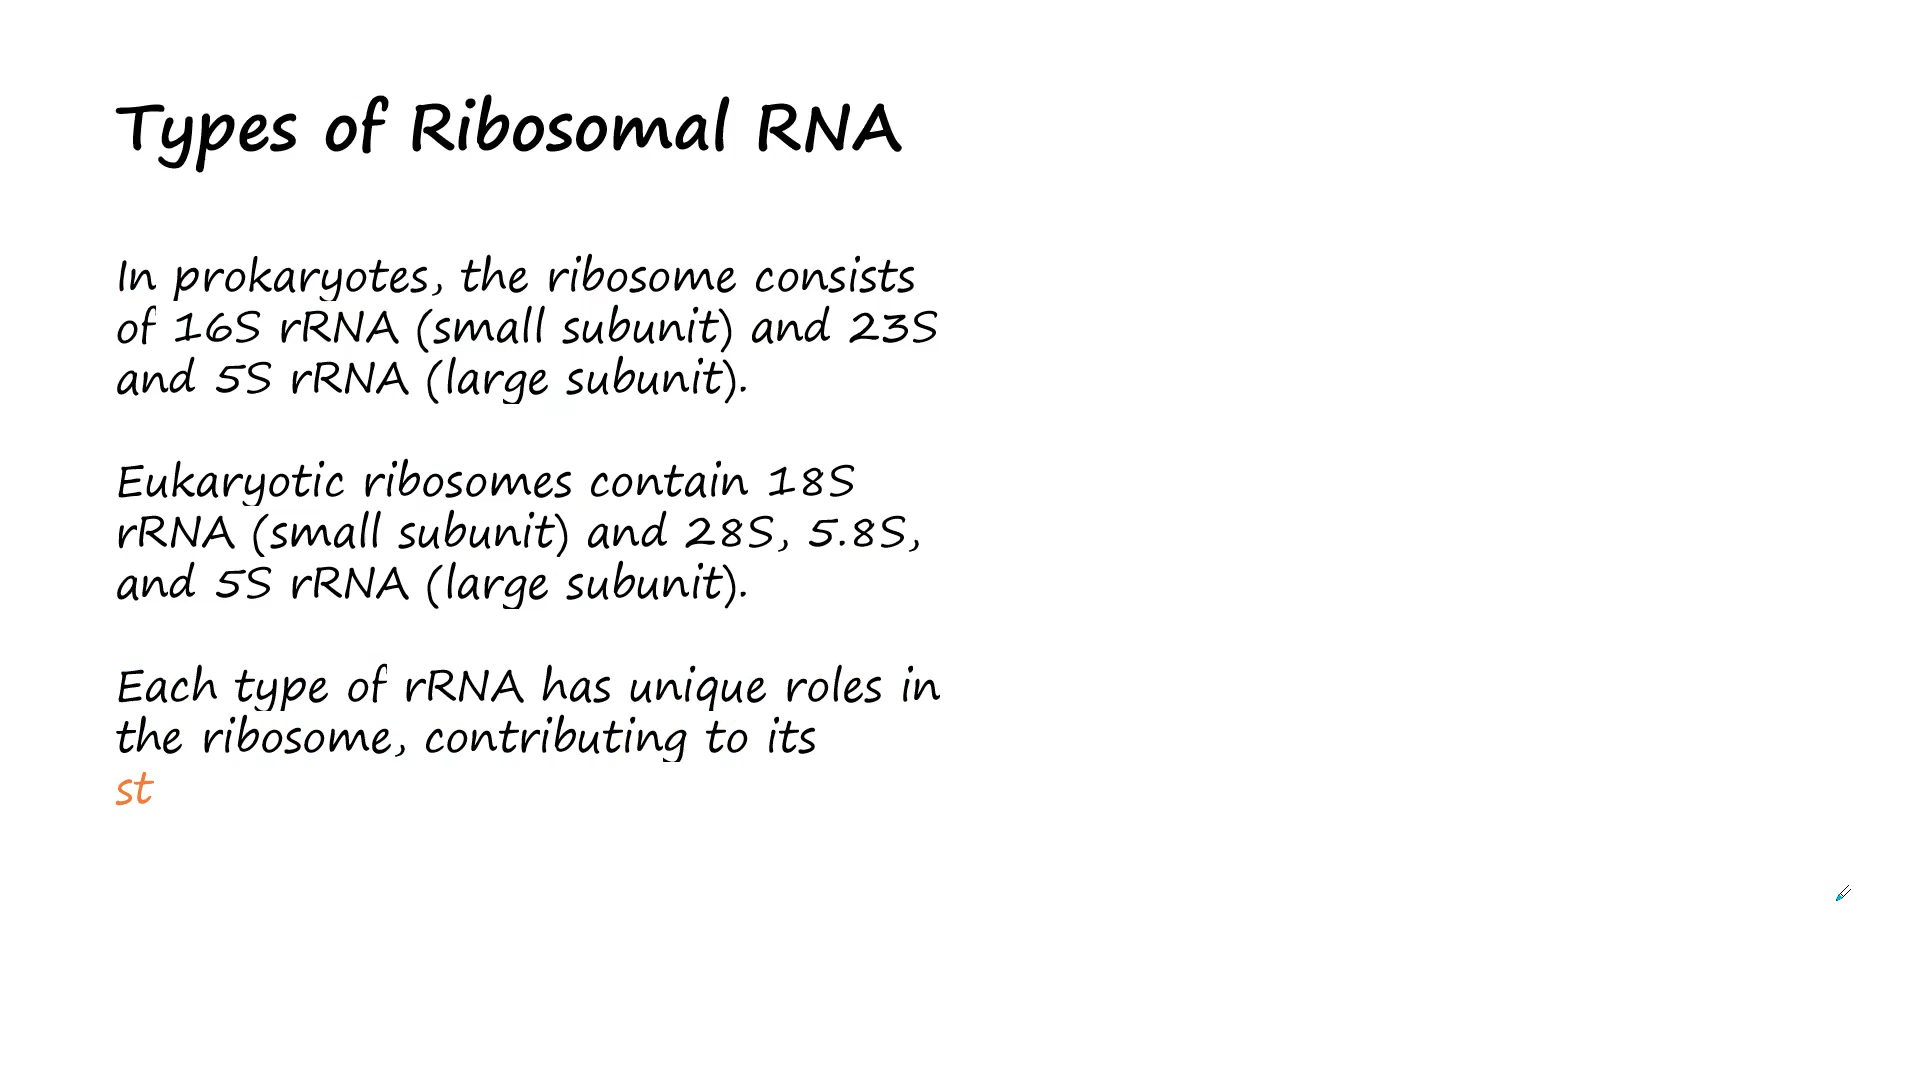 Types of Ribosomal RNA
In prokaryotes, the ribosome consists
of 16S rRNA (small subunit) and 23S
and 5S rRNA (large subunit).
Eukaryotic ribosomes contain 18S
rRNA (small subunit) and 28S, 5.8S,
and 5S rRNA (large subunit).
Each type of rRNA has unique roles in
the ribosome, contributing to its
st